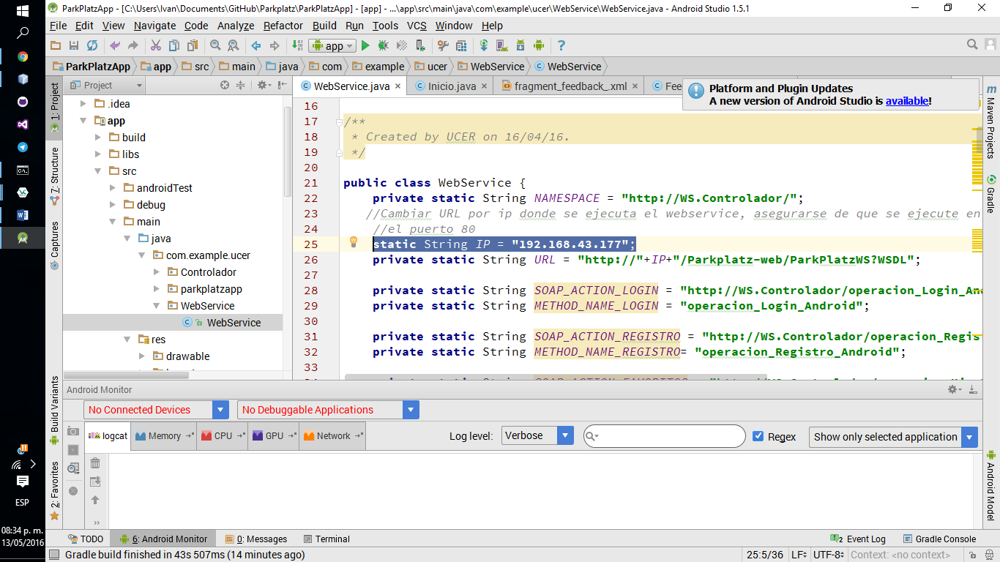 ParkPlatzApp - [C:\Users\Ivan\Documents\GitHub\Parkplatz\ParkPlatzApp] - [app] - ...\app\src\main\java\com\example\ucer\WebService\WebService.java - Android Studio 1.5.1
File Edit View Navigate Code Analyze Refactor Build Run Tools VCS Window Help
app
ParkPlatzApp app src main java com example ucer WebService WebService
Project
WebService.java Inicio.java fragment_feedback_.xml Fee
Platform and Plugin Updates
A new version of Android Studio is available!
1: Project
7: Structure
Captures
Build Variants
2: Favorites
.idea
app
build
libs
src
androidTest
debug
main
java
com.example.ucer
Controlador
parkplatzapp
WebService
WebService
res
drawable
16
17 /**
18 * Created by UCER on 16/04/16.
19 */
20
21 public class WebService {
22 private static String NAMESPACE = "http://WS.Controlador/";
23 //Cambiar URL por ip donde se ejecuta el webservice, asegurarse de que se ejecute en
24 //el puerto 80
25 static String IP = "192.168.43.177";
26 private static String URL = "http://"+IP+"/Parkplatz-web/ParkPlatzWS?WSDL";
27
28 private static String SOAP_ACTION_LOGIN = "http://WS.Controlador/operacion_Login_And
29 private static String METHOD_NAME_LOGIN = "operacion_Login_Android";
30
31 private static String SOAP_ACTION_REGISTRO = "http://WS.Controlador/operacion_Regis
32 private static String METHOD_NAME_REGISTRO= "operacion_Registro_Android";
33
Maven Projects
Gradle
Android Model
Android Monitor
No Connected Devices No Debuggable Applications
logcat Memory CPU GPU Network Log level: Verbose Regex Show only selected application
TODO 6: Android Monitor 0: Messages Terminal 2 Event Log Gradle Console
Gradle build finished in 43s 507ms (14 minutes ago) 25:5/36 LF UTF-8 Context: <no context>
ESP
08:34 p. m.
13/05/2016